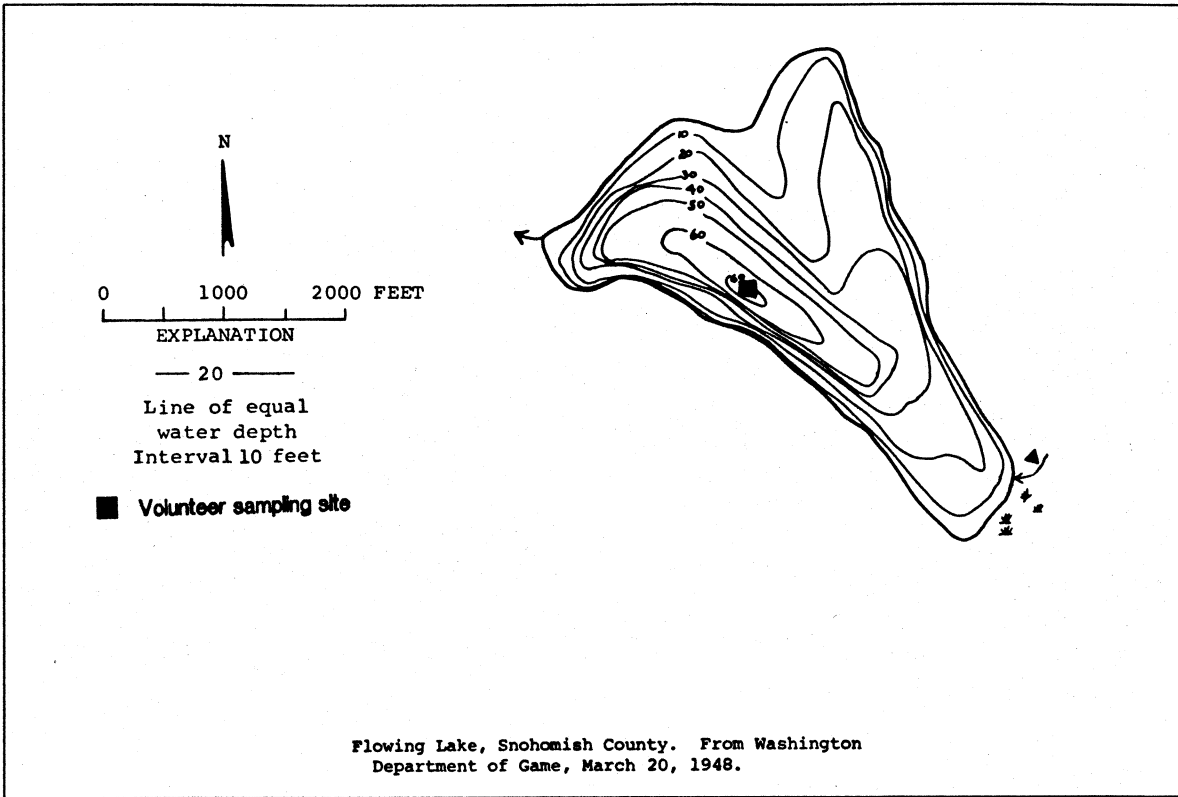 N
0 1000 2000 FEET
EXPLANATION
20
Line of equal
water depth
Interval 10 feet
Volunteer sampling site
10
20
30
40
50
60
Flowing Lake, Snohomish County. From Washington
Department of Game, March 20, 1948.